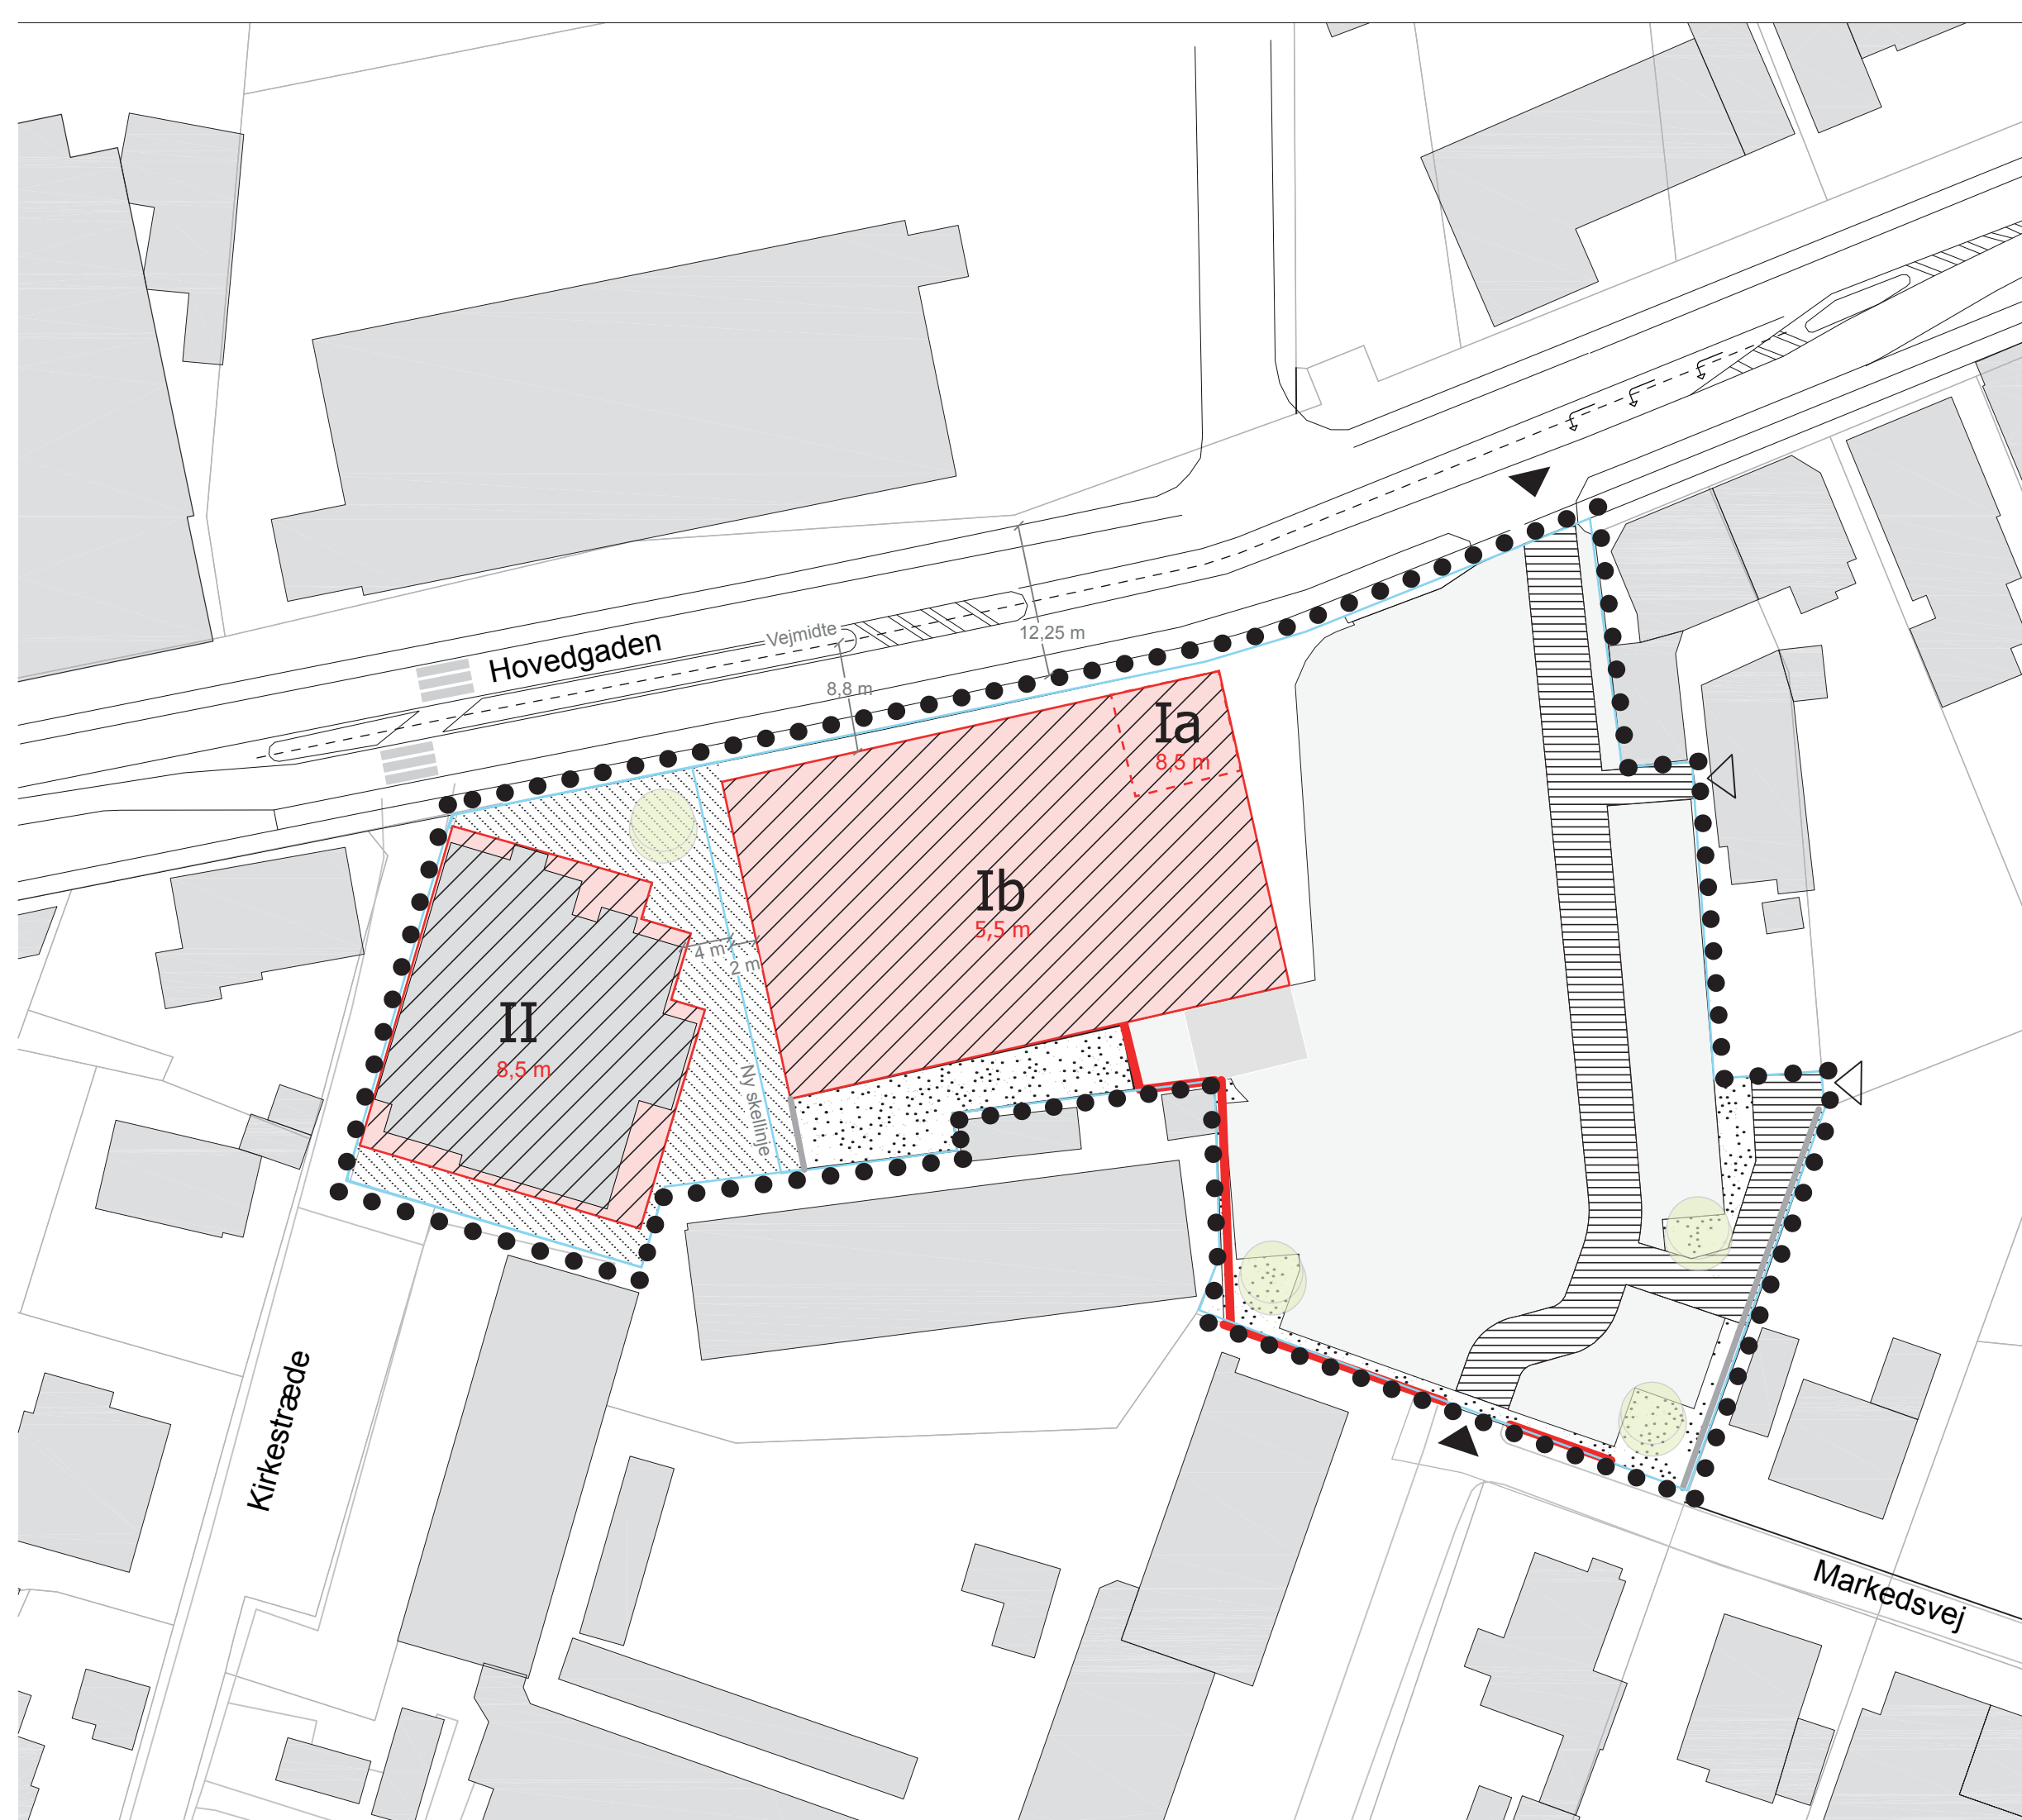 Hovedgaden
Vejmidte
12,25 m
8,8 m
Ia
8,5 m
Ib
5,5 m
4 m
2 m
II
8,5 m
Ny skellinje
Kirkestræde
Markedsvej